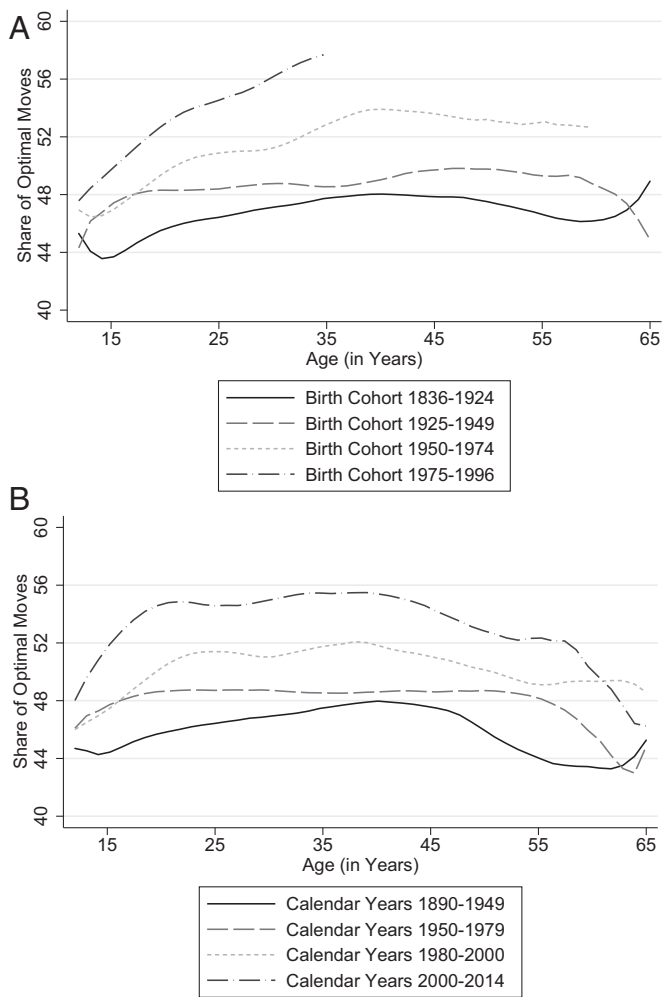 A
Share of Optimal Moves
60
56
52
48
44
40
15 25 35 45 55 65
Age (in Years)
Birth Cohort 1836-1924
Birth Cohort 1925-1949
Birth Cohort 1950-1974
Birth Cohort 1975-1996
B
Share of Optimal Moves
60
56
52
48
44
40
15 25 35 45 55 65
Age (in Years)
Calendar Years 1890-1949
Calendar Years 1950-1979
Calendar Years 1980-2000
Calendar Years 2000-2014